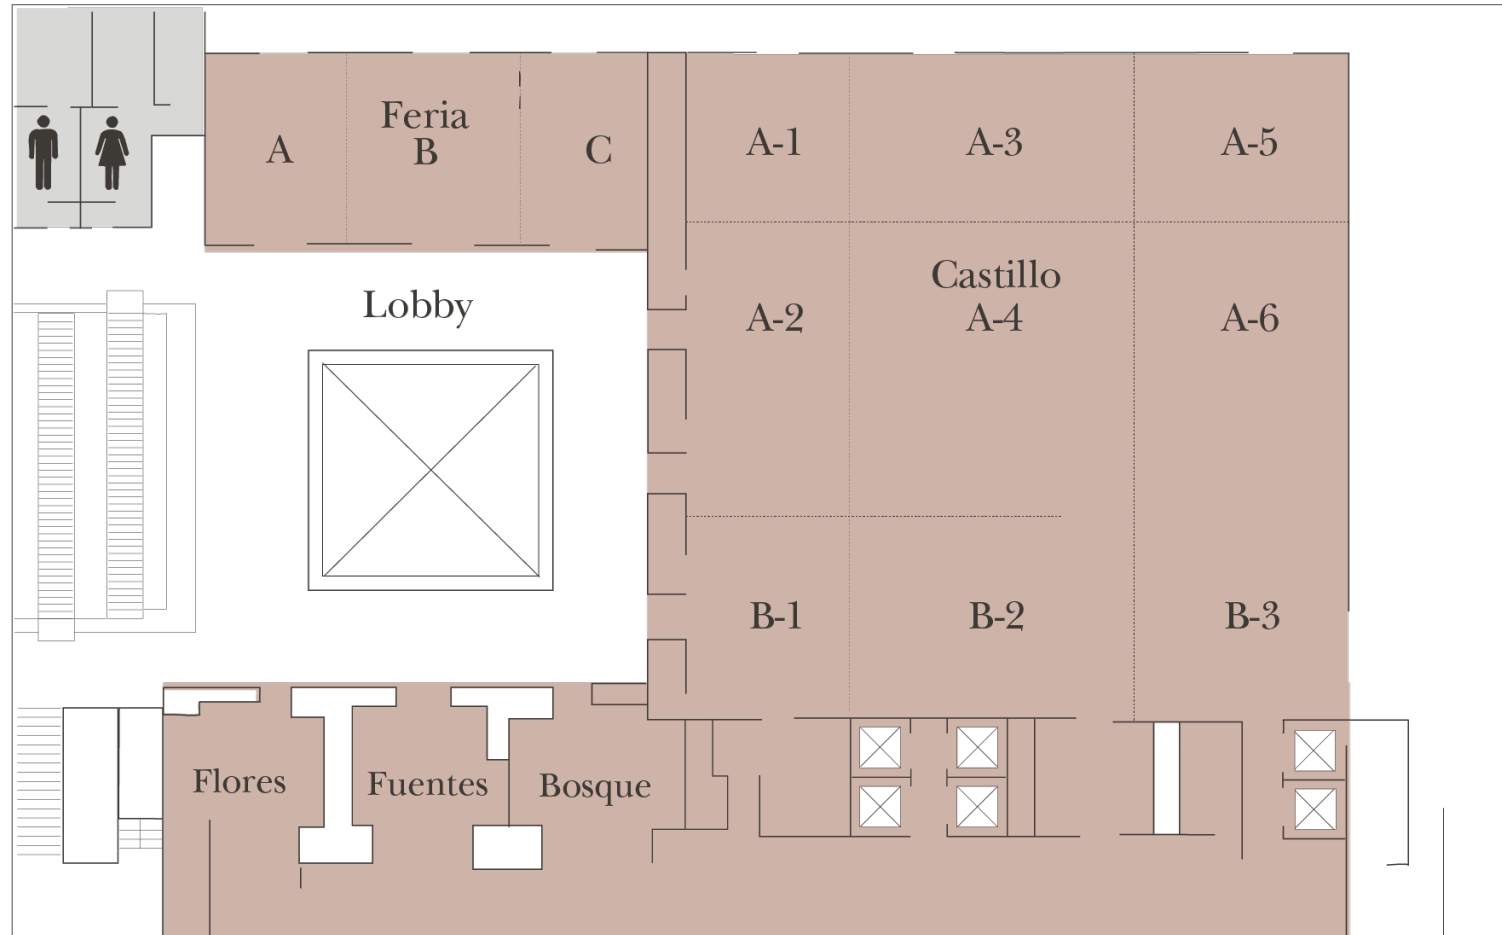 Feria
A B C
A-1 A-3 A-5
Lobby
Castillo
A-2 A-4 A-6
B-1 B-2 B-3
Flores Fuentes Bosque